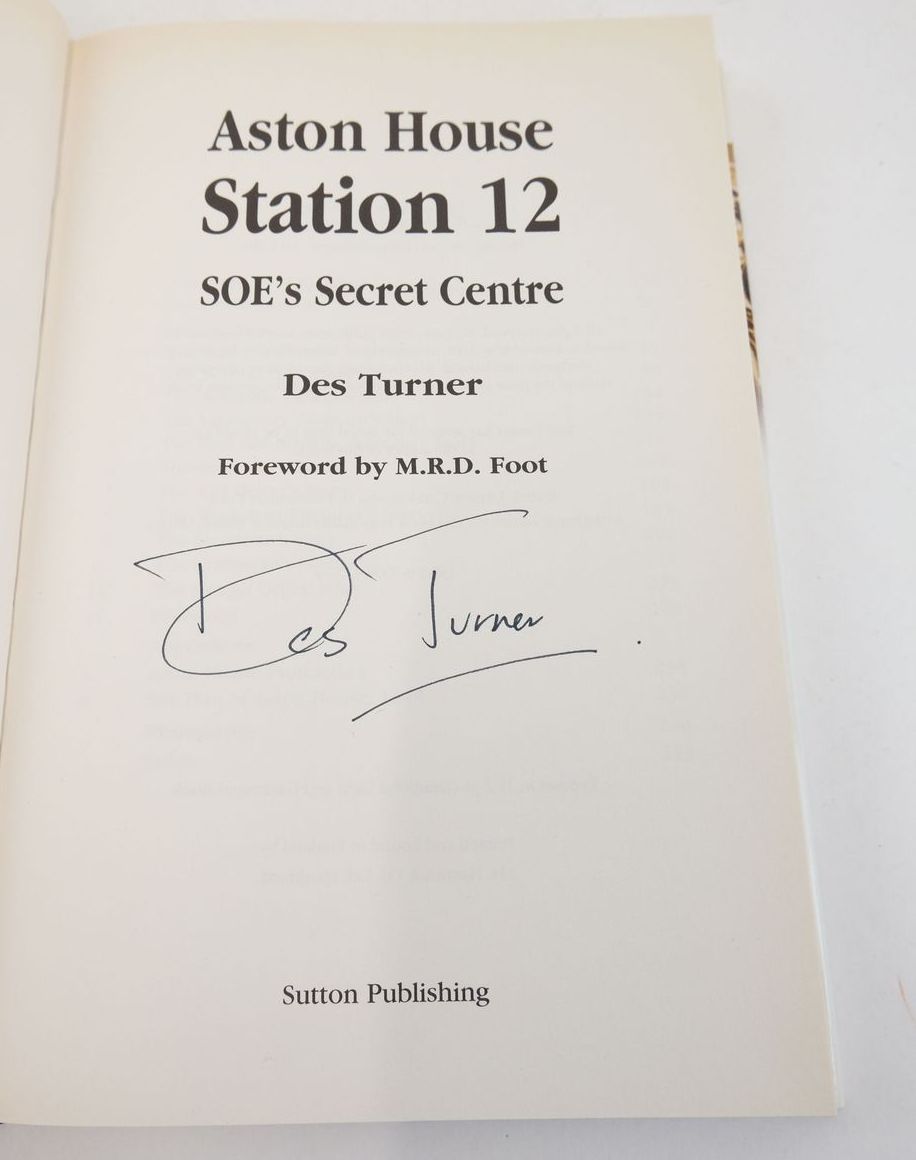 Aston House
Station 12
SOE's Secret Centre
Des Turner
Foreword by M.R.D. Foot
Des Turner
Sutton Publishing